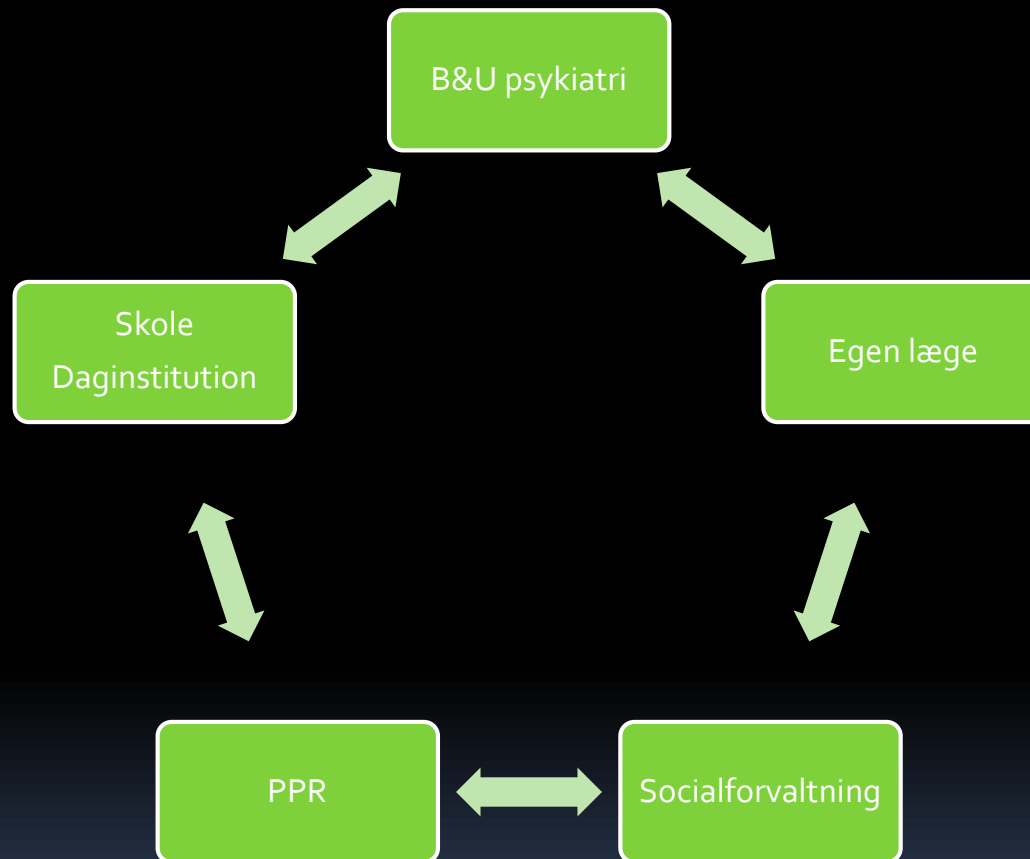 B&U psykiatri
Skole
Daginstitution
Egen læge
PPR
Socialforvaltning